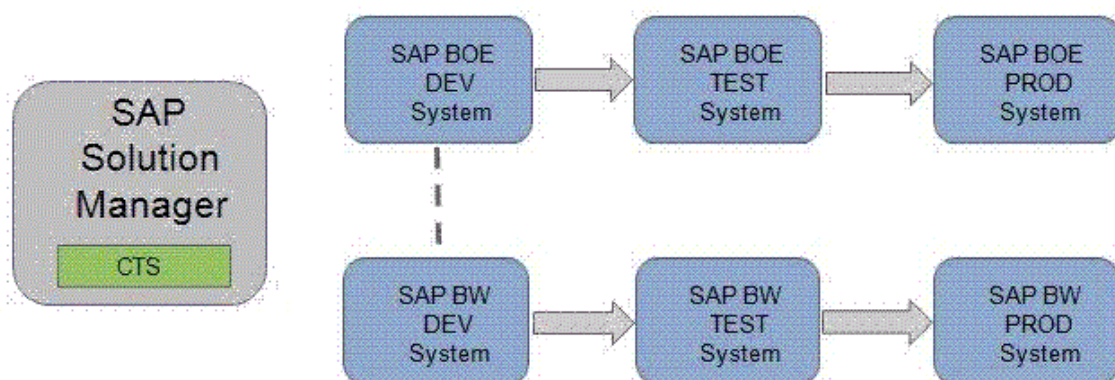 SAP
Solution
Manager
CTS
SAP BOE
DEV
System
SAP BOE
TEST
System
SAP BOE
PROD
System
SAP BW
DEV
System
SAP BW
TEST
System
SAP BW
PROD
System